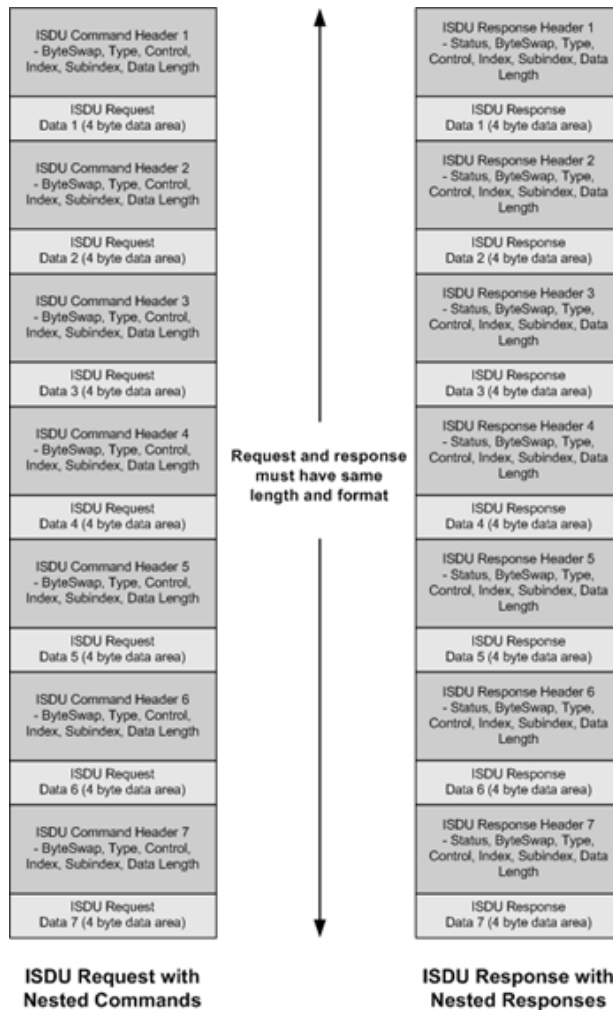 ISDU Command Header 1
- ByteSwap, Type, Control,
Index, Subindex, Data Length
ISDU Request
Data 1 (4 byte data area)
ISDU Command Header 2
- ByteSwap, Type, Control,
Index, Subindex, Data Length
ISDU Request
Data 2 (4 byte data area)
ISDU Command Header 3
- ByteSwap, Type, Control,
Index, Subindex, Data Length
ISDU Request
Data 3 (4 byte data area)
ISDU Command Header 4
- ByteSwap, Type, Control,
Index, Subindex, Data Length
ISDU Request
Data 4 (4 byte data area)
ISDU Command Header 5
- ByteSwap, Type, Control,
Index, Subindex, Data Length
ISDU Request
Data 5 (4 byte data area)
ISDU Command Header 6
- ByteSwap, Type, Control,
Index, Subindex, Data Length
ISDU Request
Data 6 (4 byte data area)
ISDU Command Header 7
- ByteSwap, Type, Control,
Index, Subindex, Data Length
ISDU Request
Data 7 (4 byte data area)
ISDU Request with
Nested Commands
Request and response
must have same
length and format
ISDU Response Header 1
- Status, ByteSwap, Type,
Control, Index, Subindex, Data
Length
ISDU Response
Data 1 (4 byte data area)
ISDU Response Header 2
- Status, ByteSwap, Type,
Control, Index, Subindex, Data
Length
ISDU Response
Data 2 (4 byte data area)
ISDU Response Header 3
- Status, ByteSwap, Type,
Control, Index, Subindex, Data
Length
ISDU Response
Data 3 (4 byte data area)
ISDU Response Header 4
- Status, ByteSwap, Type,
Control, Index, Subindex, Data
Length
ISDU Response
Data 4 (4 byte data area)
ISDU Response Header 5
- Status, ByteSwap, Type,
Control, Index, Subindex, Data
Length
ISDU Response
Data 5 (4 byte data area)
ISDU Response Header 6
- Status, ByteSwap, Type,
Control, Index, Subindex, Data
Length
ISDU Response
Data 6 (4 byte data area)
ISDU Response Header 7
- Status, ByteSwap, Type,
Control, Index, Subindex, Data
Length
ISDU Response
Data 7 (4 byte data area)
ISDU Response with
Nested Responses